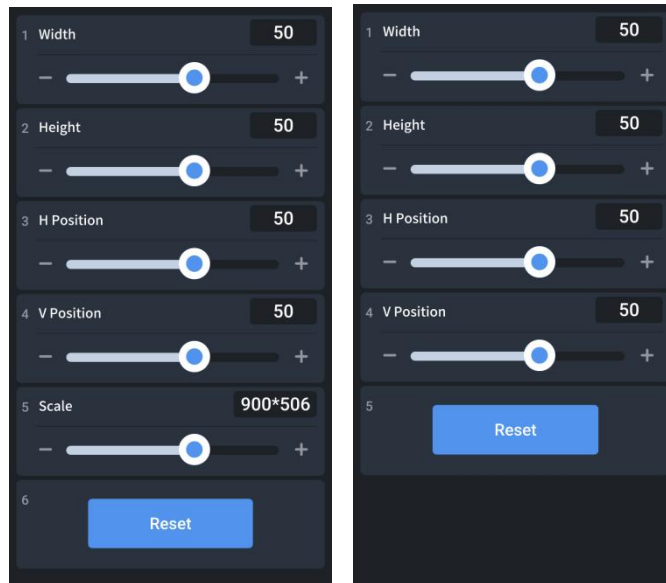 1 Width 50
− +
2 Height 50
− +
3 H Position 50
− +
4 V Position 50
− +
5 Scale 900*506
− +
6
Reset
1 Width 50
− +
2 Height 50
− +
3 H Position 50
− +
4 V Position 50
− +
5
Reset